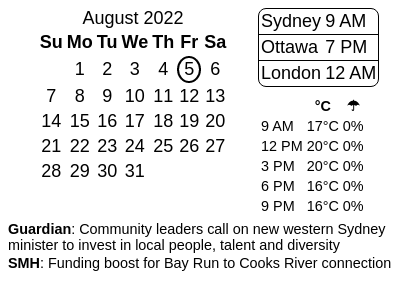 August 2022
Su Mo Tu We Th Fr Sa
1 2 3 4 5 6
7 8 9 10 11 12 13
14 15 16 17 18 19 20
21 22 23 24 25 26 27
28 29 30 31
Sydney 9 AM
Ottawa 7 PM
London 12 AM
°C ☂
9 AM 17°C 0%
12 PM 20°C 0%
3 PM 20°C 0%
6 PM 16°C 0%
9 PM 16°C 0%
Guardian: Community leaders call on new western Sydney
minister to invest in local people, talent and diversity
SMH: Funding boost for Bay Run to Cooks River connection